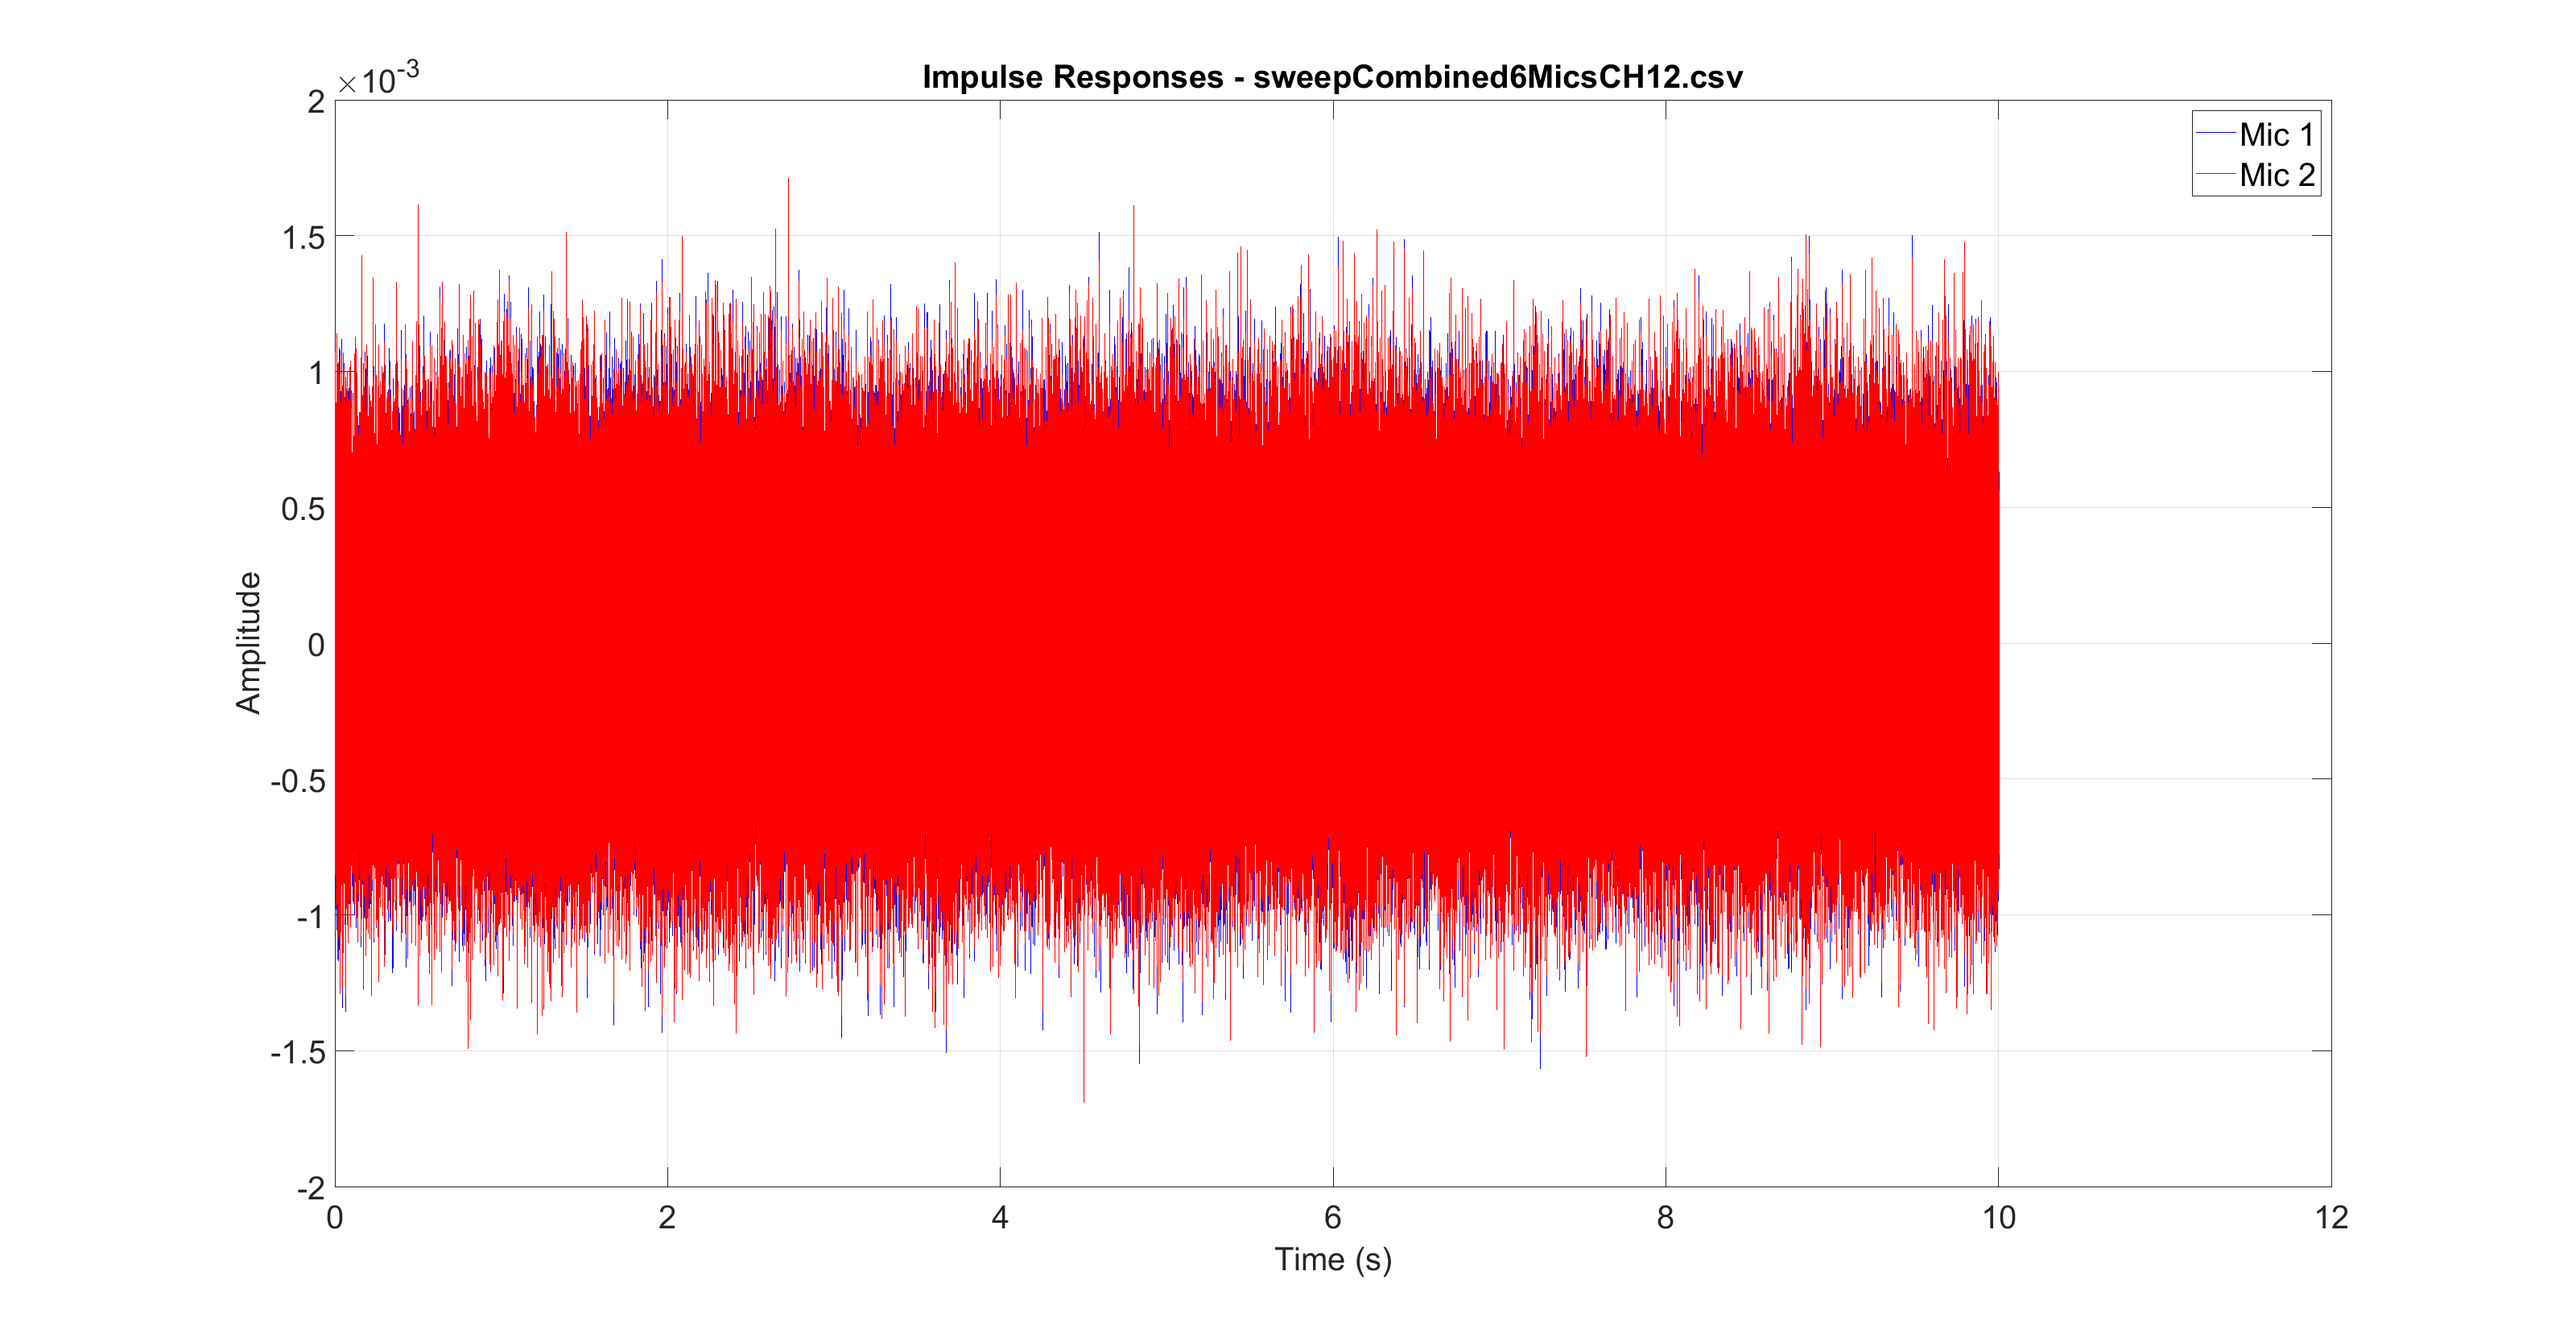 Impulse Responses - sweepCombined6MicsCH12.csv
×10-3
2
1.5
1
0.5
0
-0.5
-1
-1.5
-2
Amplitude
Mic 1
Mic 2
0 2 4 6 8 10 12
Time (s)